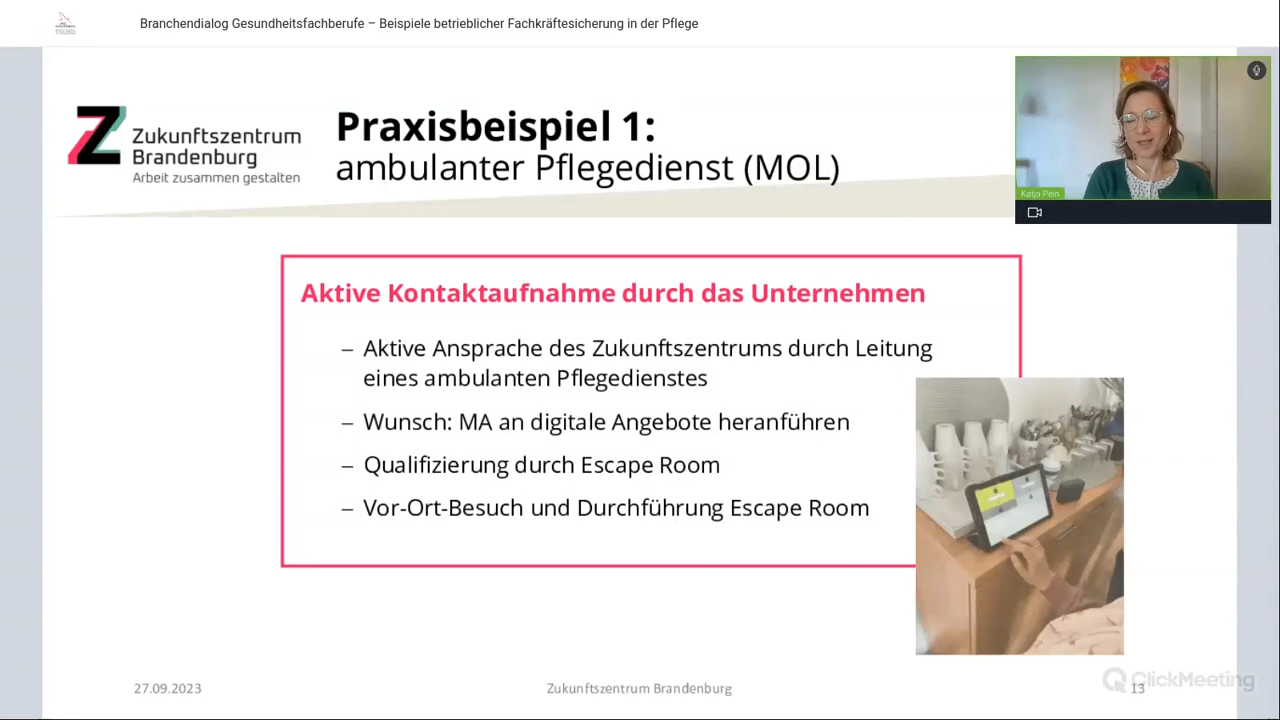 Branchendialog Gesundheitsfachberufe – Beispiele betrieblicher Fachkräftesicherung in der Pflege
Zukunftszentrum
Brandenburg
Arbeit zusammen gestalten
Praxisbeispiel 1:
ambulanter Pflegedienst (MOL)
Katja Pein
Aktive Kontaktaufnahme durch das Unternehmen
– Aktive Ansprache des Zukunftszentrums durch Leitung
eines ambulanten Pflegedienstes
– Wunsch: MA an digitale Angebote heranführen
– Qualifizierung durch Escape Room
– Vor-Ort-Besuch und Durchführung Escape Room
27.09.2023
Zukunftszentrum Brandenburg
13
ClickMeeting